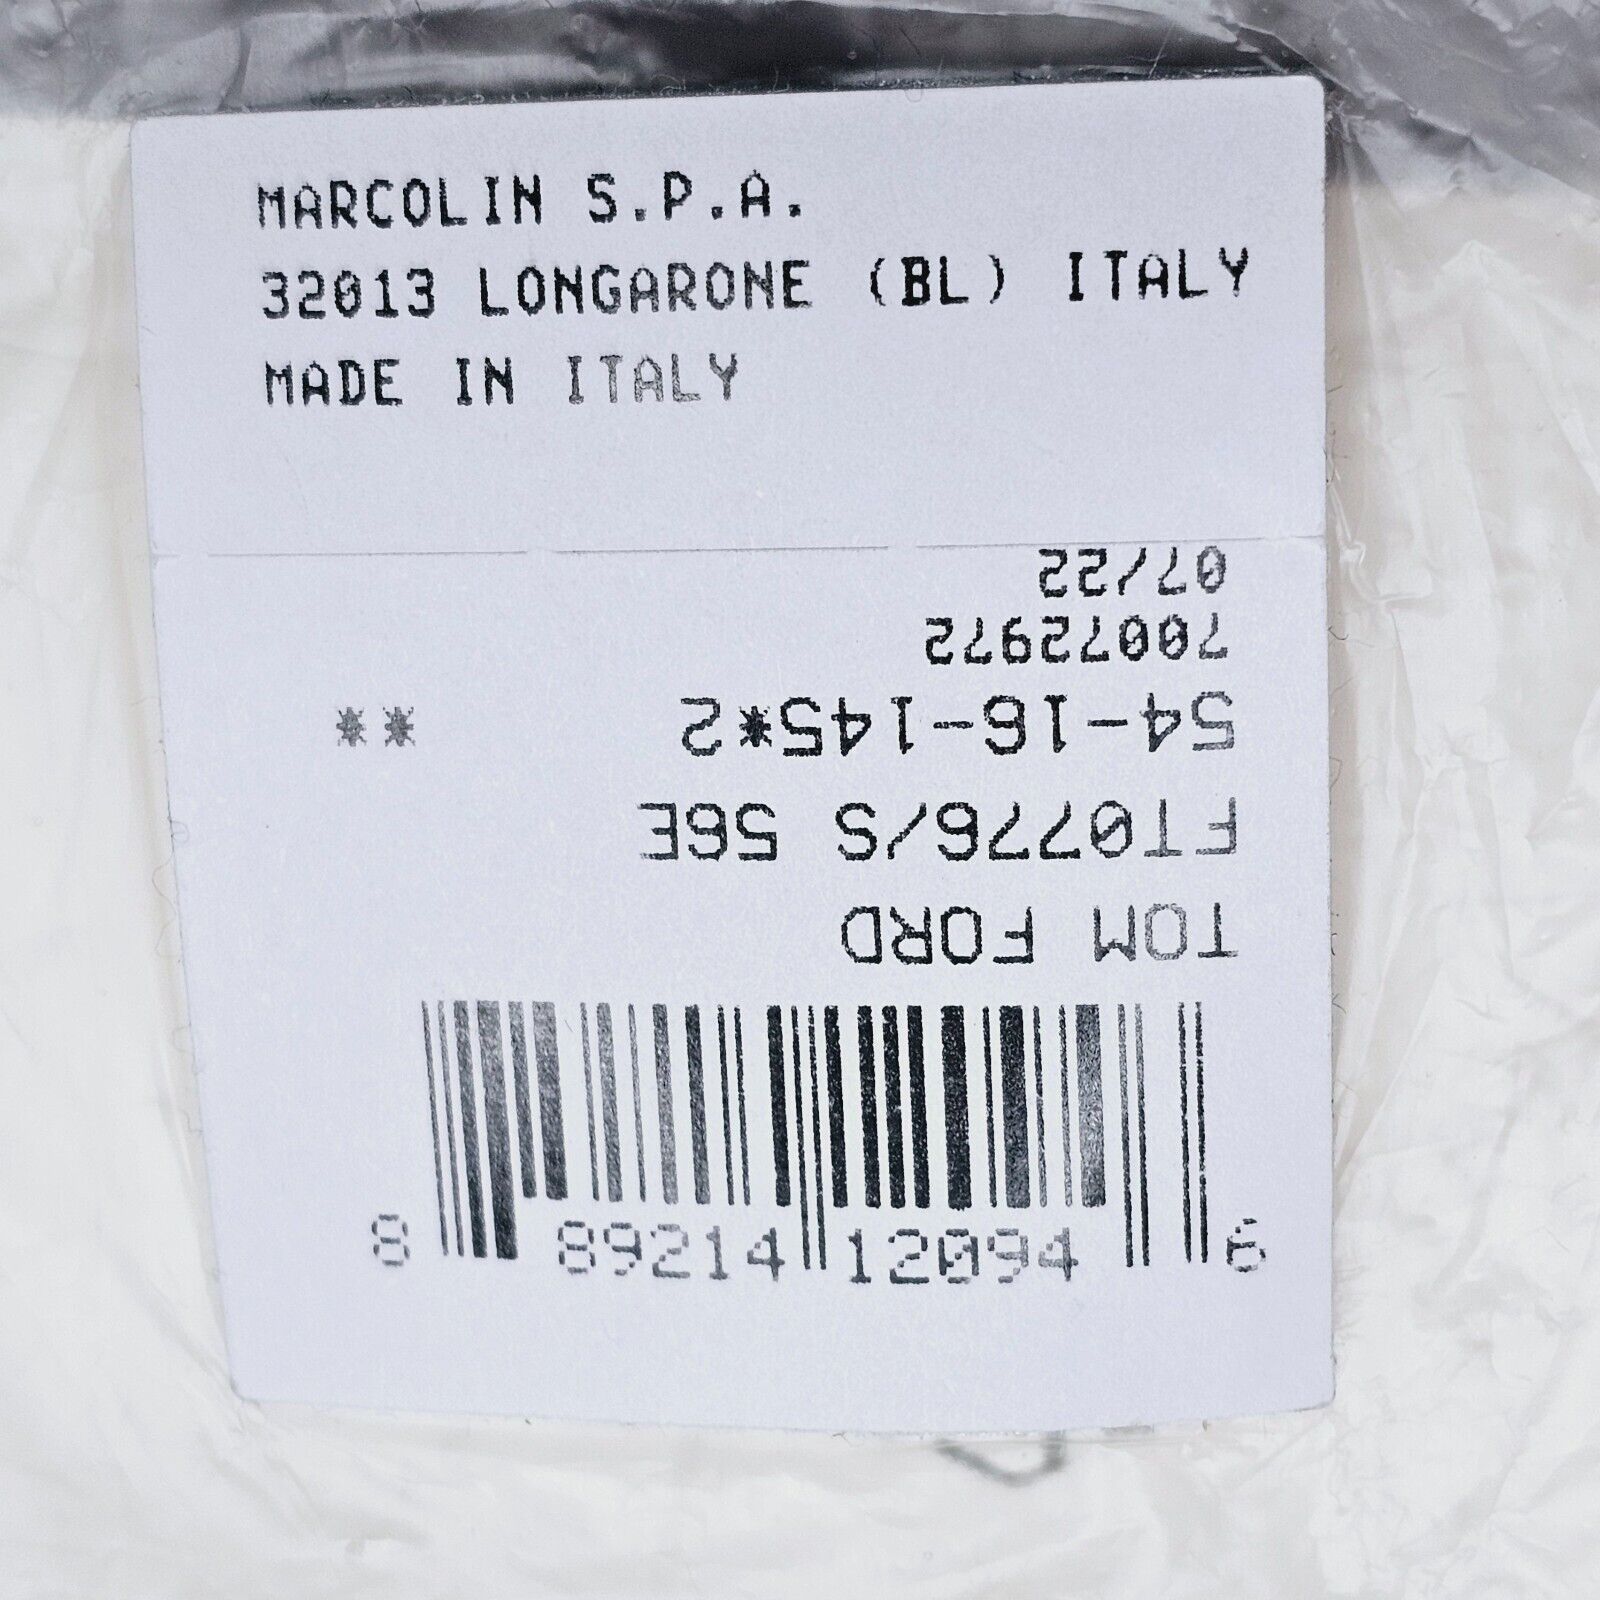 MARCOLIN S.P.A.
32013 LONGARONE (BL) ITALY
MADE IN ITALY
07/22
70072972
54-16-145*2 **
FT0776/S 56E
TOM FORD
8 89214 12094 6